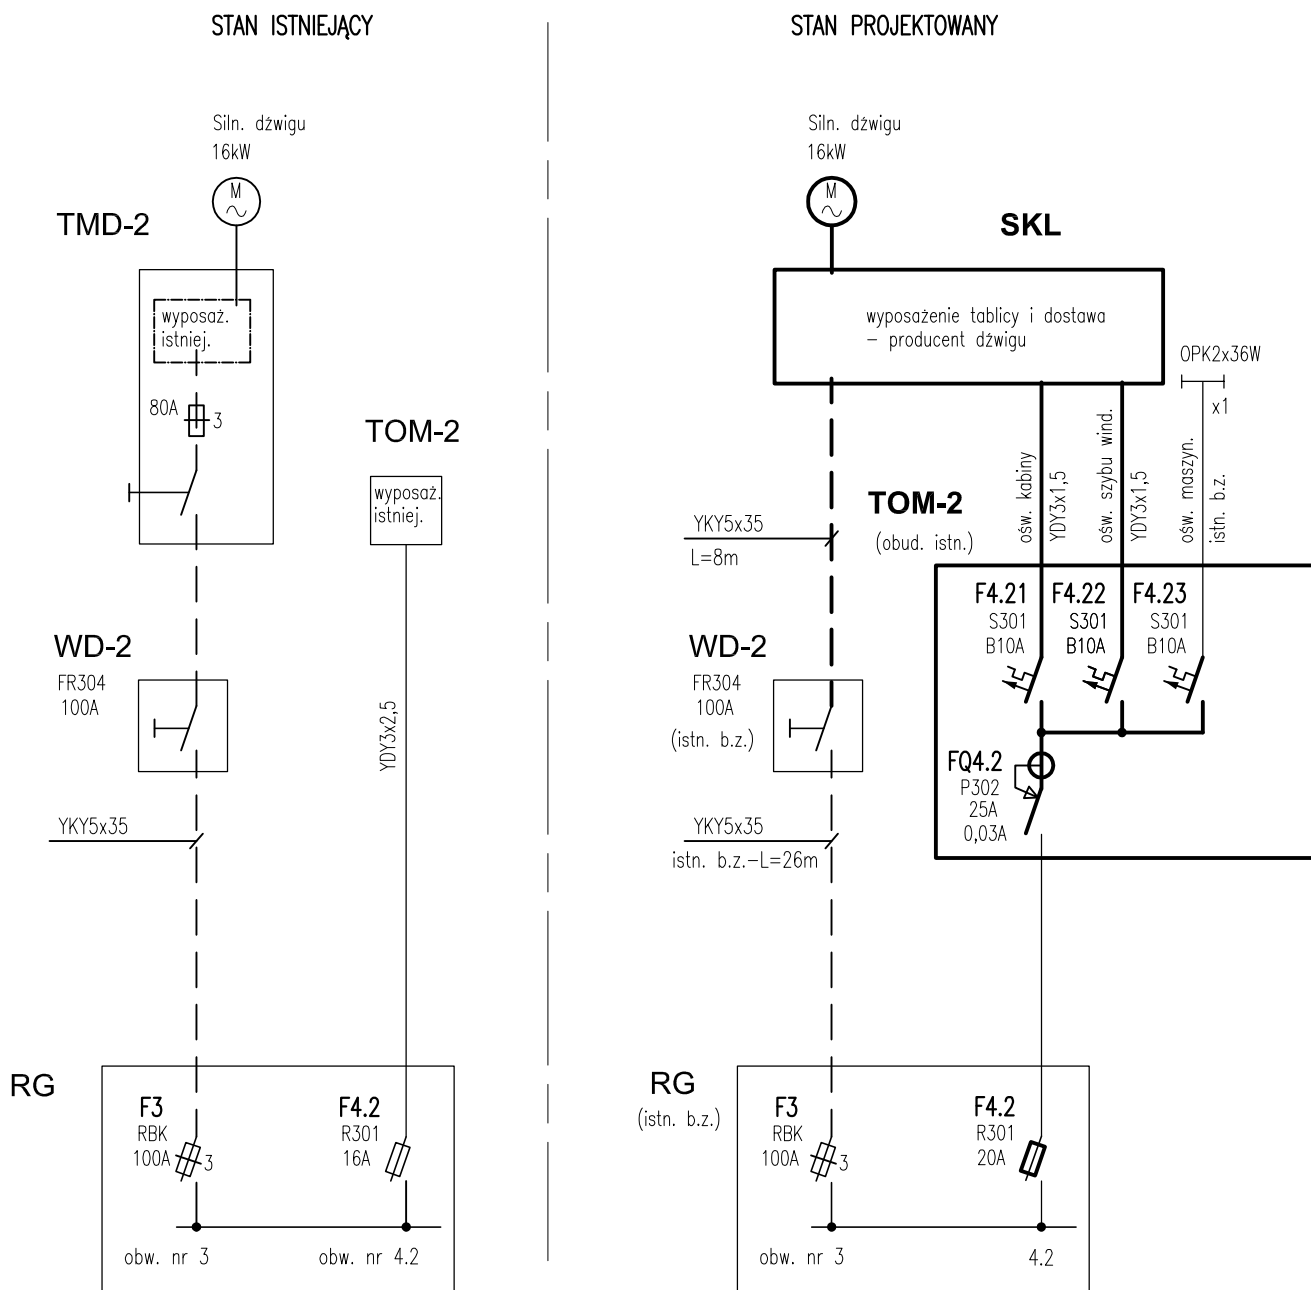 STAN ISTNIEJĄCY
Siln. dźwigu
16kW
M
TMD-2
wyposaż.
istniej.
80A
3
TOM-2
wyposaż.
istniej.
WD-2
FR304
100A
YDY3x2,5
YKY5x35
RG
F3
RBK
100A
3
F4.2
R301
16A
obw. nr 3
obw. nr 4.2
STAN PROJEKTOWANY
Siln. dźwigu
16kW
M
SKL
wyposażenie tablicy i dostawa
– producent dźwigu
OPK2x36W
x1
ośw. kabiny
YDY3x1,5
ośw. szybu wind.
YDY3x1,5
ośw. maszyn.
istn. b.z.
YKY5x35
L=8m
TOM-2
(obud. istn.)
F4.21
S301
B10A
F4.22
S301
B10A
F4.23
S301
B10A
WD-2
FR304
100A
(istn. b.z.)
FQ4.2
P302
25A
0,03A
YKY5x35
istn. b.z.–L=26m
RG
(istn. b.z.)
F3
RBK
100A
3
F4.2
R301
20A
obw. nr 3
4.2